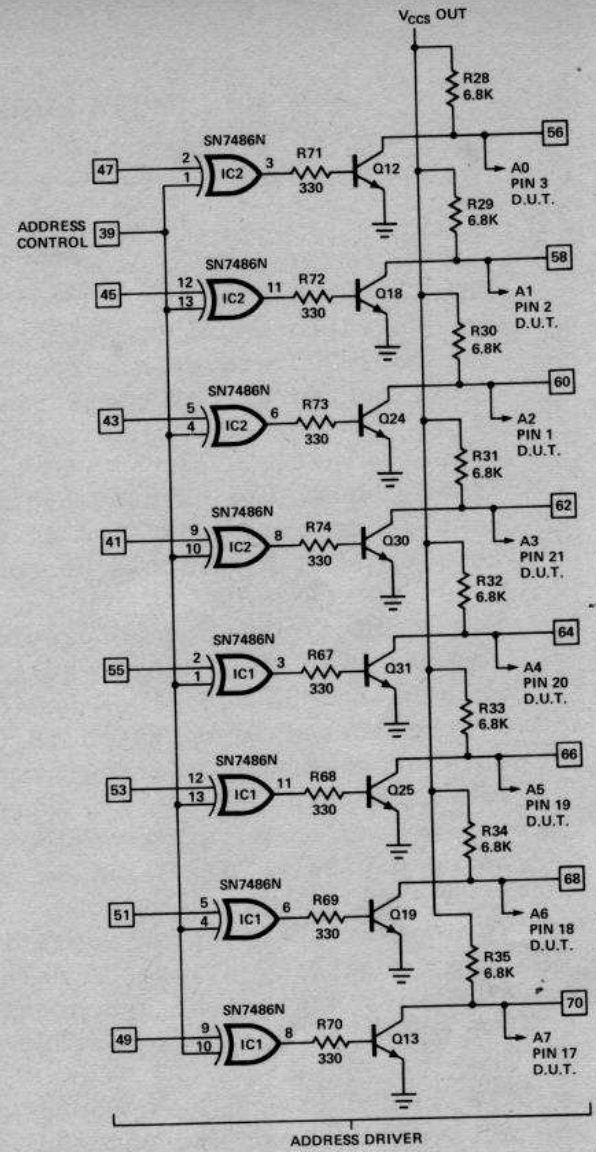 VCCS OUT
R28
6.8K
SN7486N
47
2
1
IC2
3
R71
330
Q12
56
A0
PIN 3
D.U.T.
ADDRESS
CONTROL
39
R29
6.8K
SN7486N
45
12
13
IC2
11
R72
330
Q18
58
A1
PIN 2
D.U.T.
R30
6.8K
SN7486N
43
5
4
IC2
6
R73
330
Q24
60
A2
PIN 1
D.U.T.
R31
6.8K
SN7486N
41
9
10
IC2
8
R74
330
Q30
62
A3
PIN 21
D.U.T.
R32
6.8K
SN7486N
55
2
1
IC1
3
R67
330
Q31
64
A4
PIN 20
D.U.T.
R33
6.8K
SN7486N
53
12
13
IC1
11
R68
330
Q25
66
A5
PIN 19
D.U.T.
R34
6.8K
SN7486N
51
5
4
IC1
6
R69
330
Q19
68
A6
PIN 18
D.U.T.
R35
6.8K
SN7486N
49
9
10
IC1
8
R70
330
Q13
70
A7
PIN 17
D.U.T.
ADDRESS DRIVER